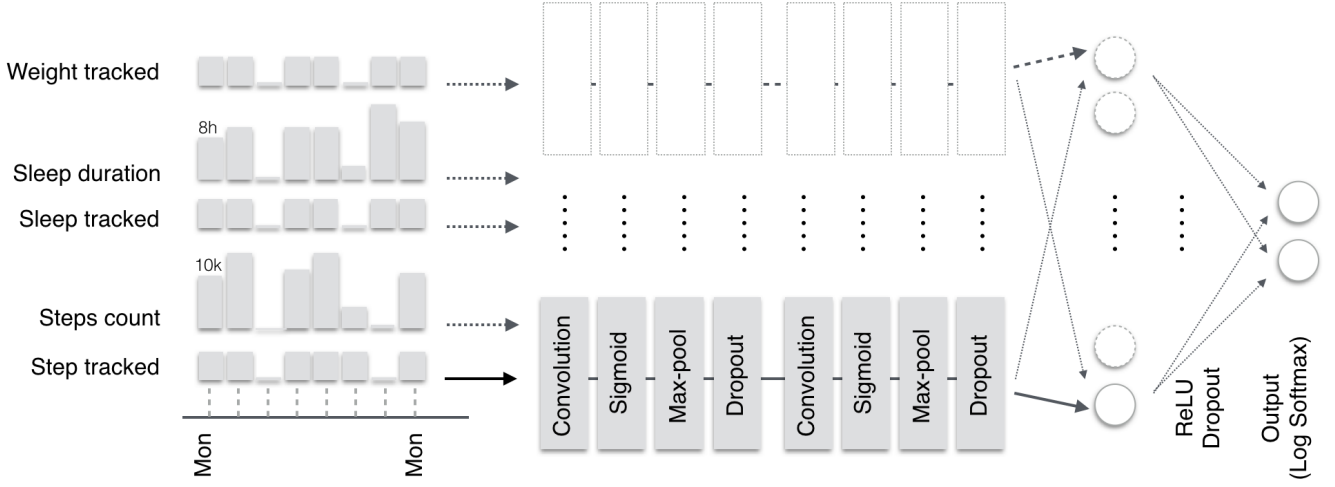 Weight tracked
8h
Sleep duration
Sleep tracked
10k
Steps count
Step tracked
Mon
Mon
Convolution
Sigmoid
Max-pool
Dropout
Convolution
Sigmoid
Max-pool
Dropout
ReLU
Dropout
Output
(Log Softmax)